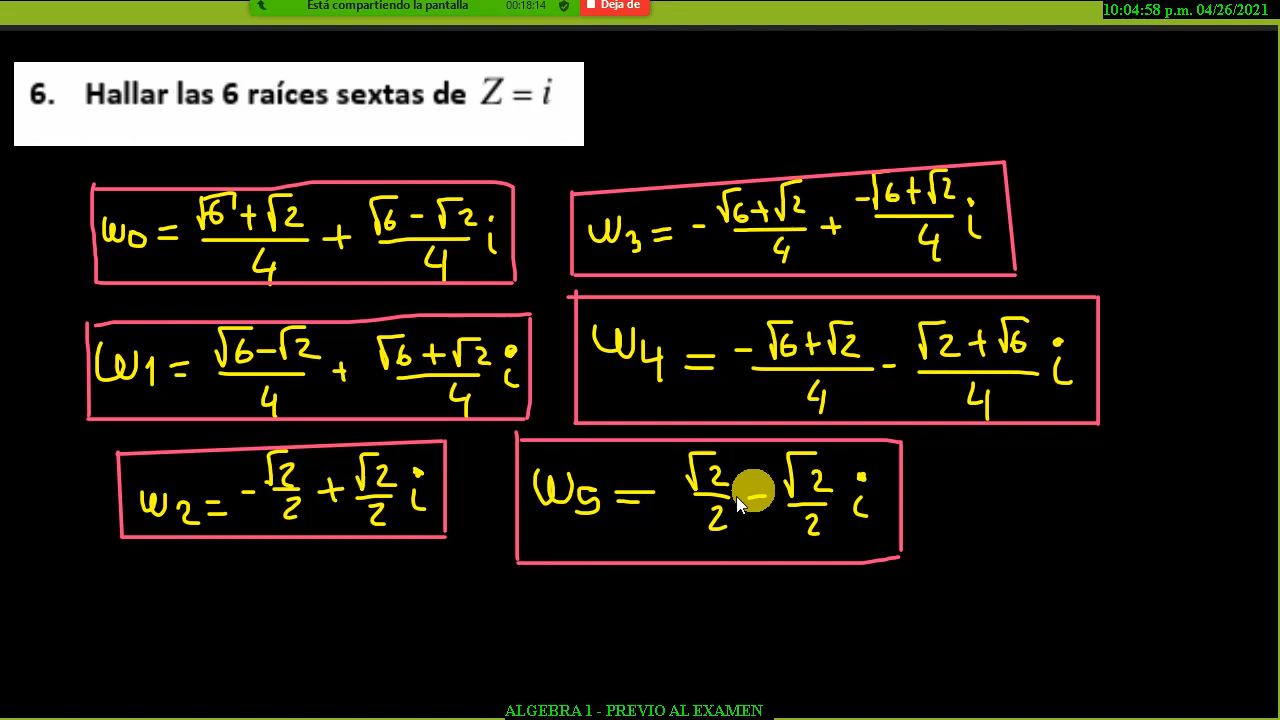 Está compartiendo la pantalla 00:18:14 Deja de
10:04:58 p.m. 04/26/2021
6. Hallar las 6 raíces sextas de Z = i
w0 = (√6 + √2)/4 + (√6 - √2)/4 i
w3 = - (√6 + √2)/4 + (-√6 + √2)/4 i
w1 = (√6 - √2)/4 + (√6 + √2)/4 i
w4 = (-√6 + √2)/4 - (√2 + √6)/4 i
w2 = - √2/2 + √2/2 i
w5 = √2/2 - √2/2 i
ALGEBRA 1 - PREVIO AL EXAMEN